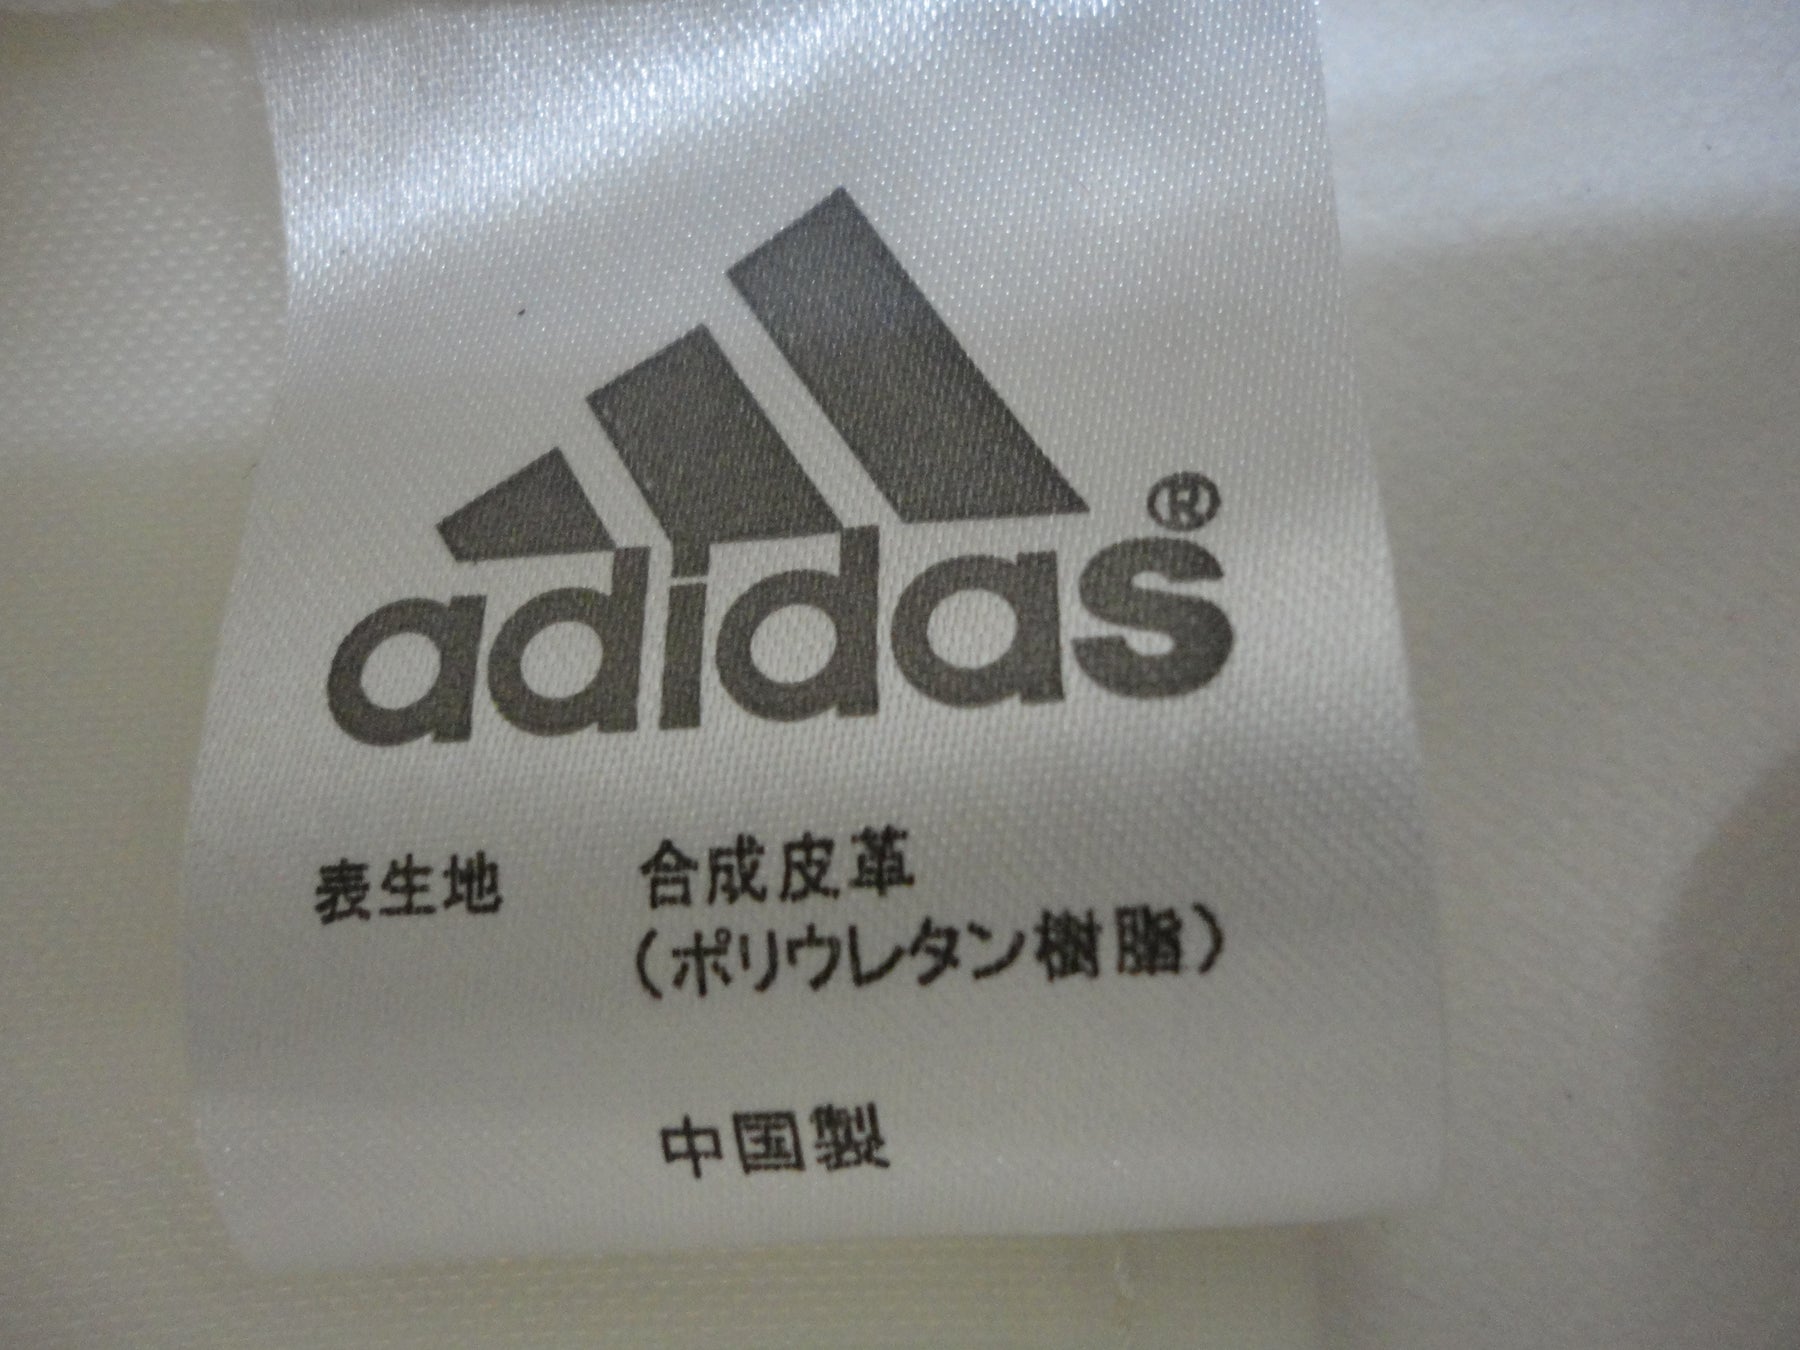 adidas®
表生地 合成皮革
(ポリウレタン樹脂)
中国製